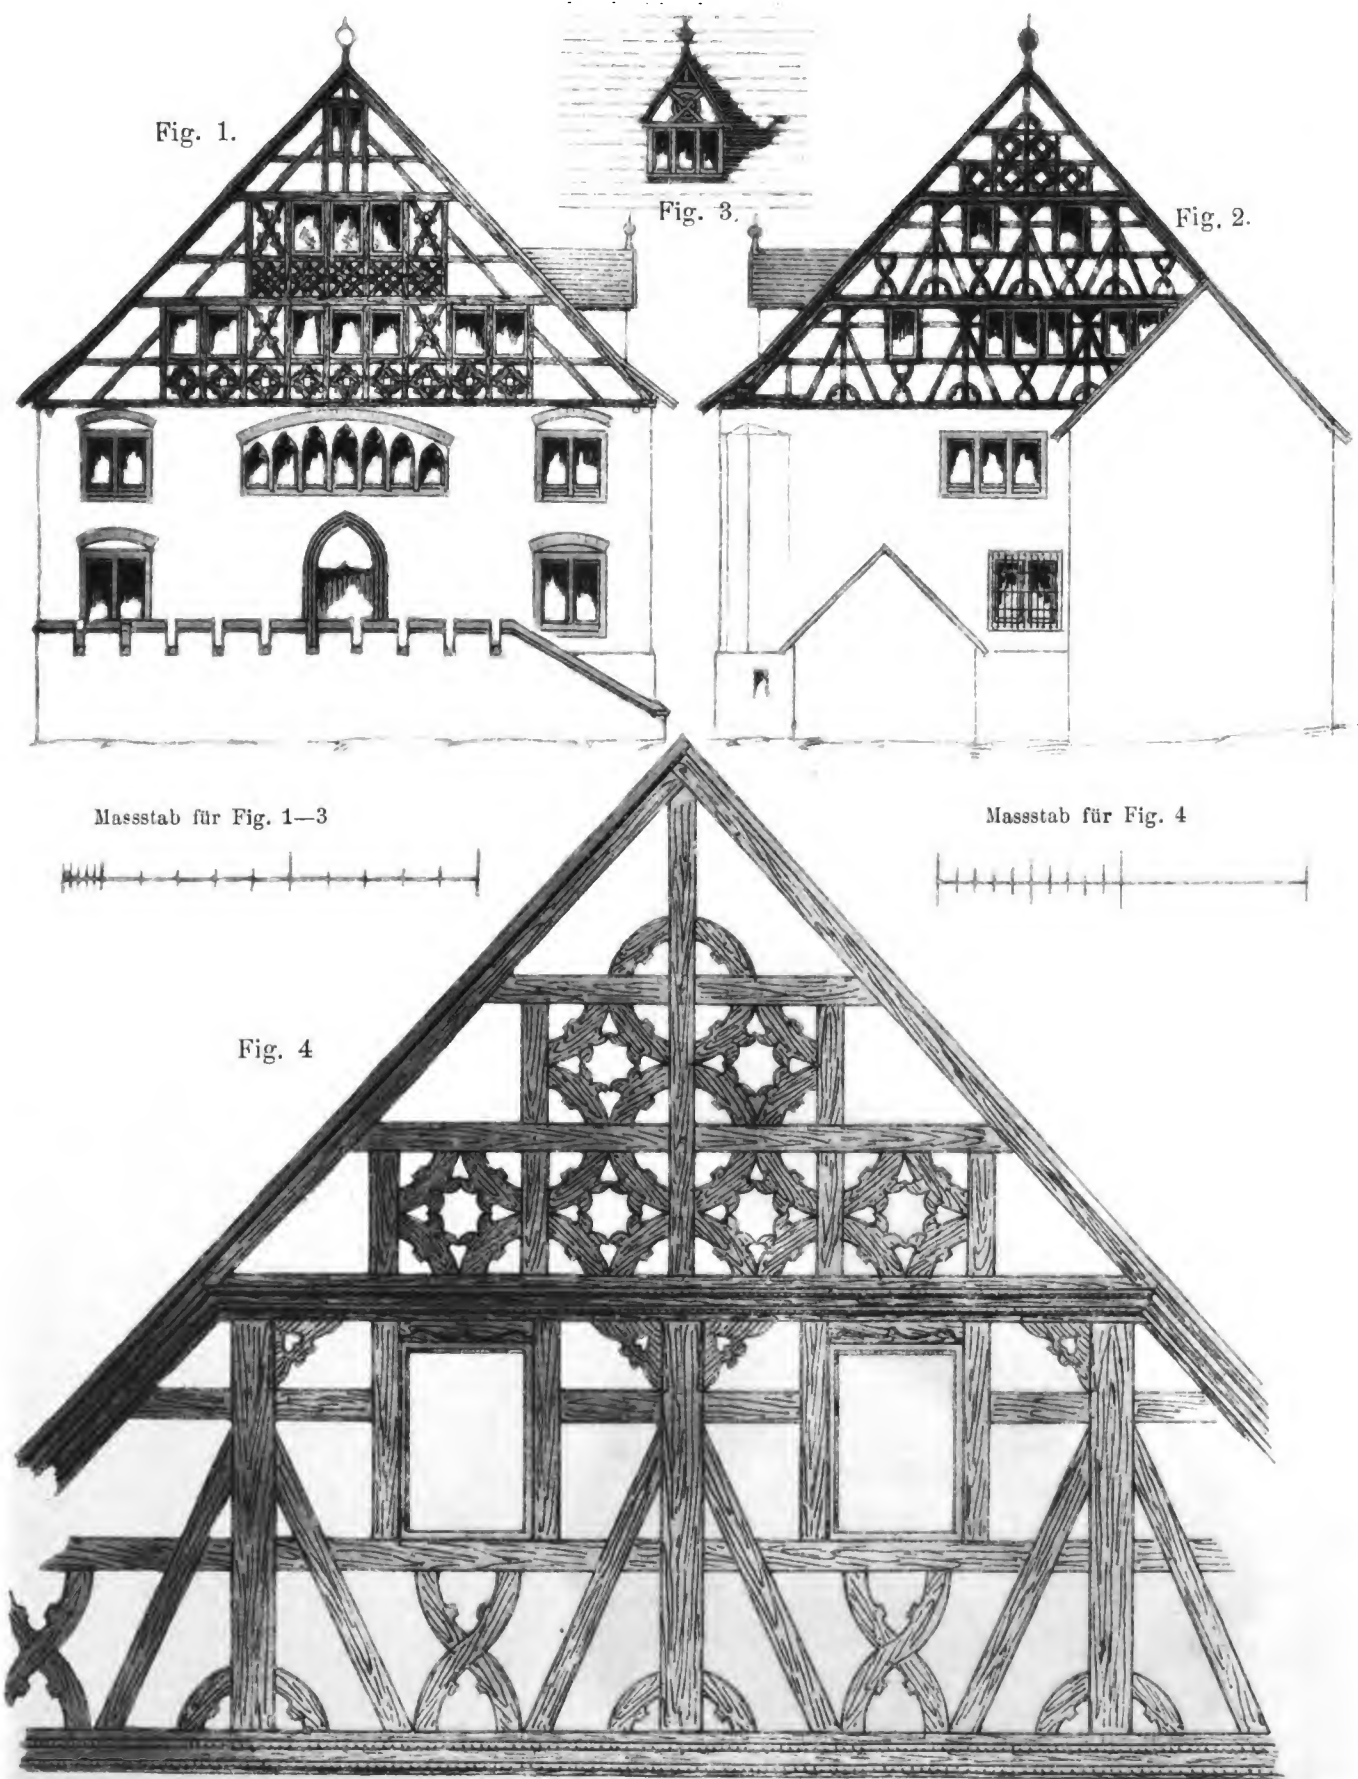 Fig. 1.
Fig. 3.
Fig. 2.
Massstab für Fig. 1—3
Massstab für Fig. 4
Fig. 4